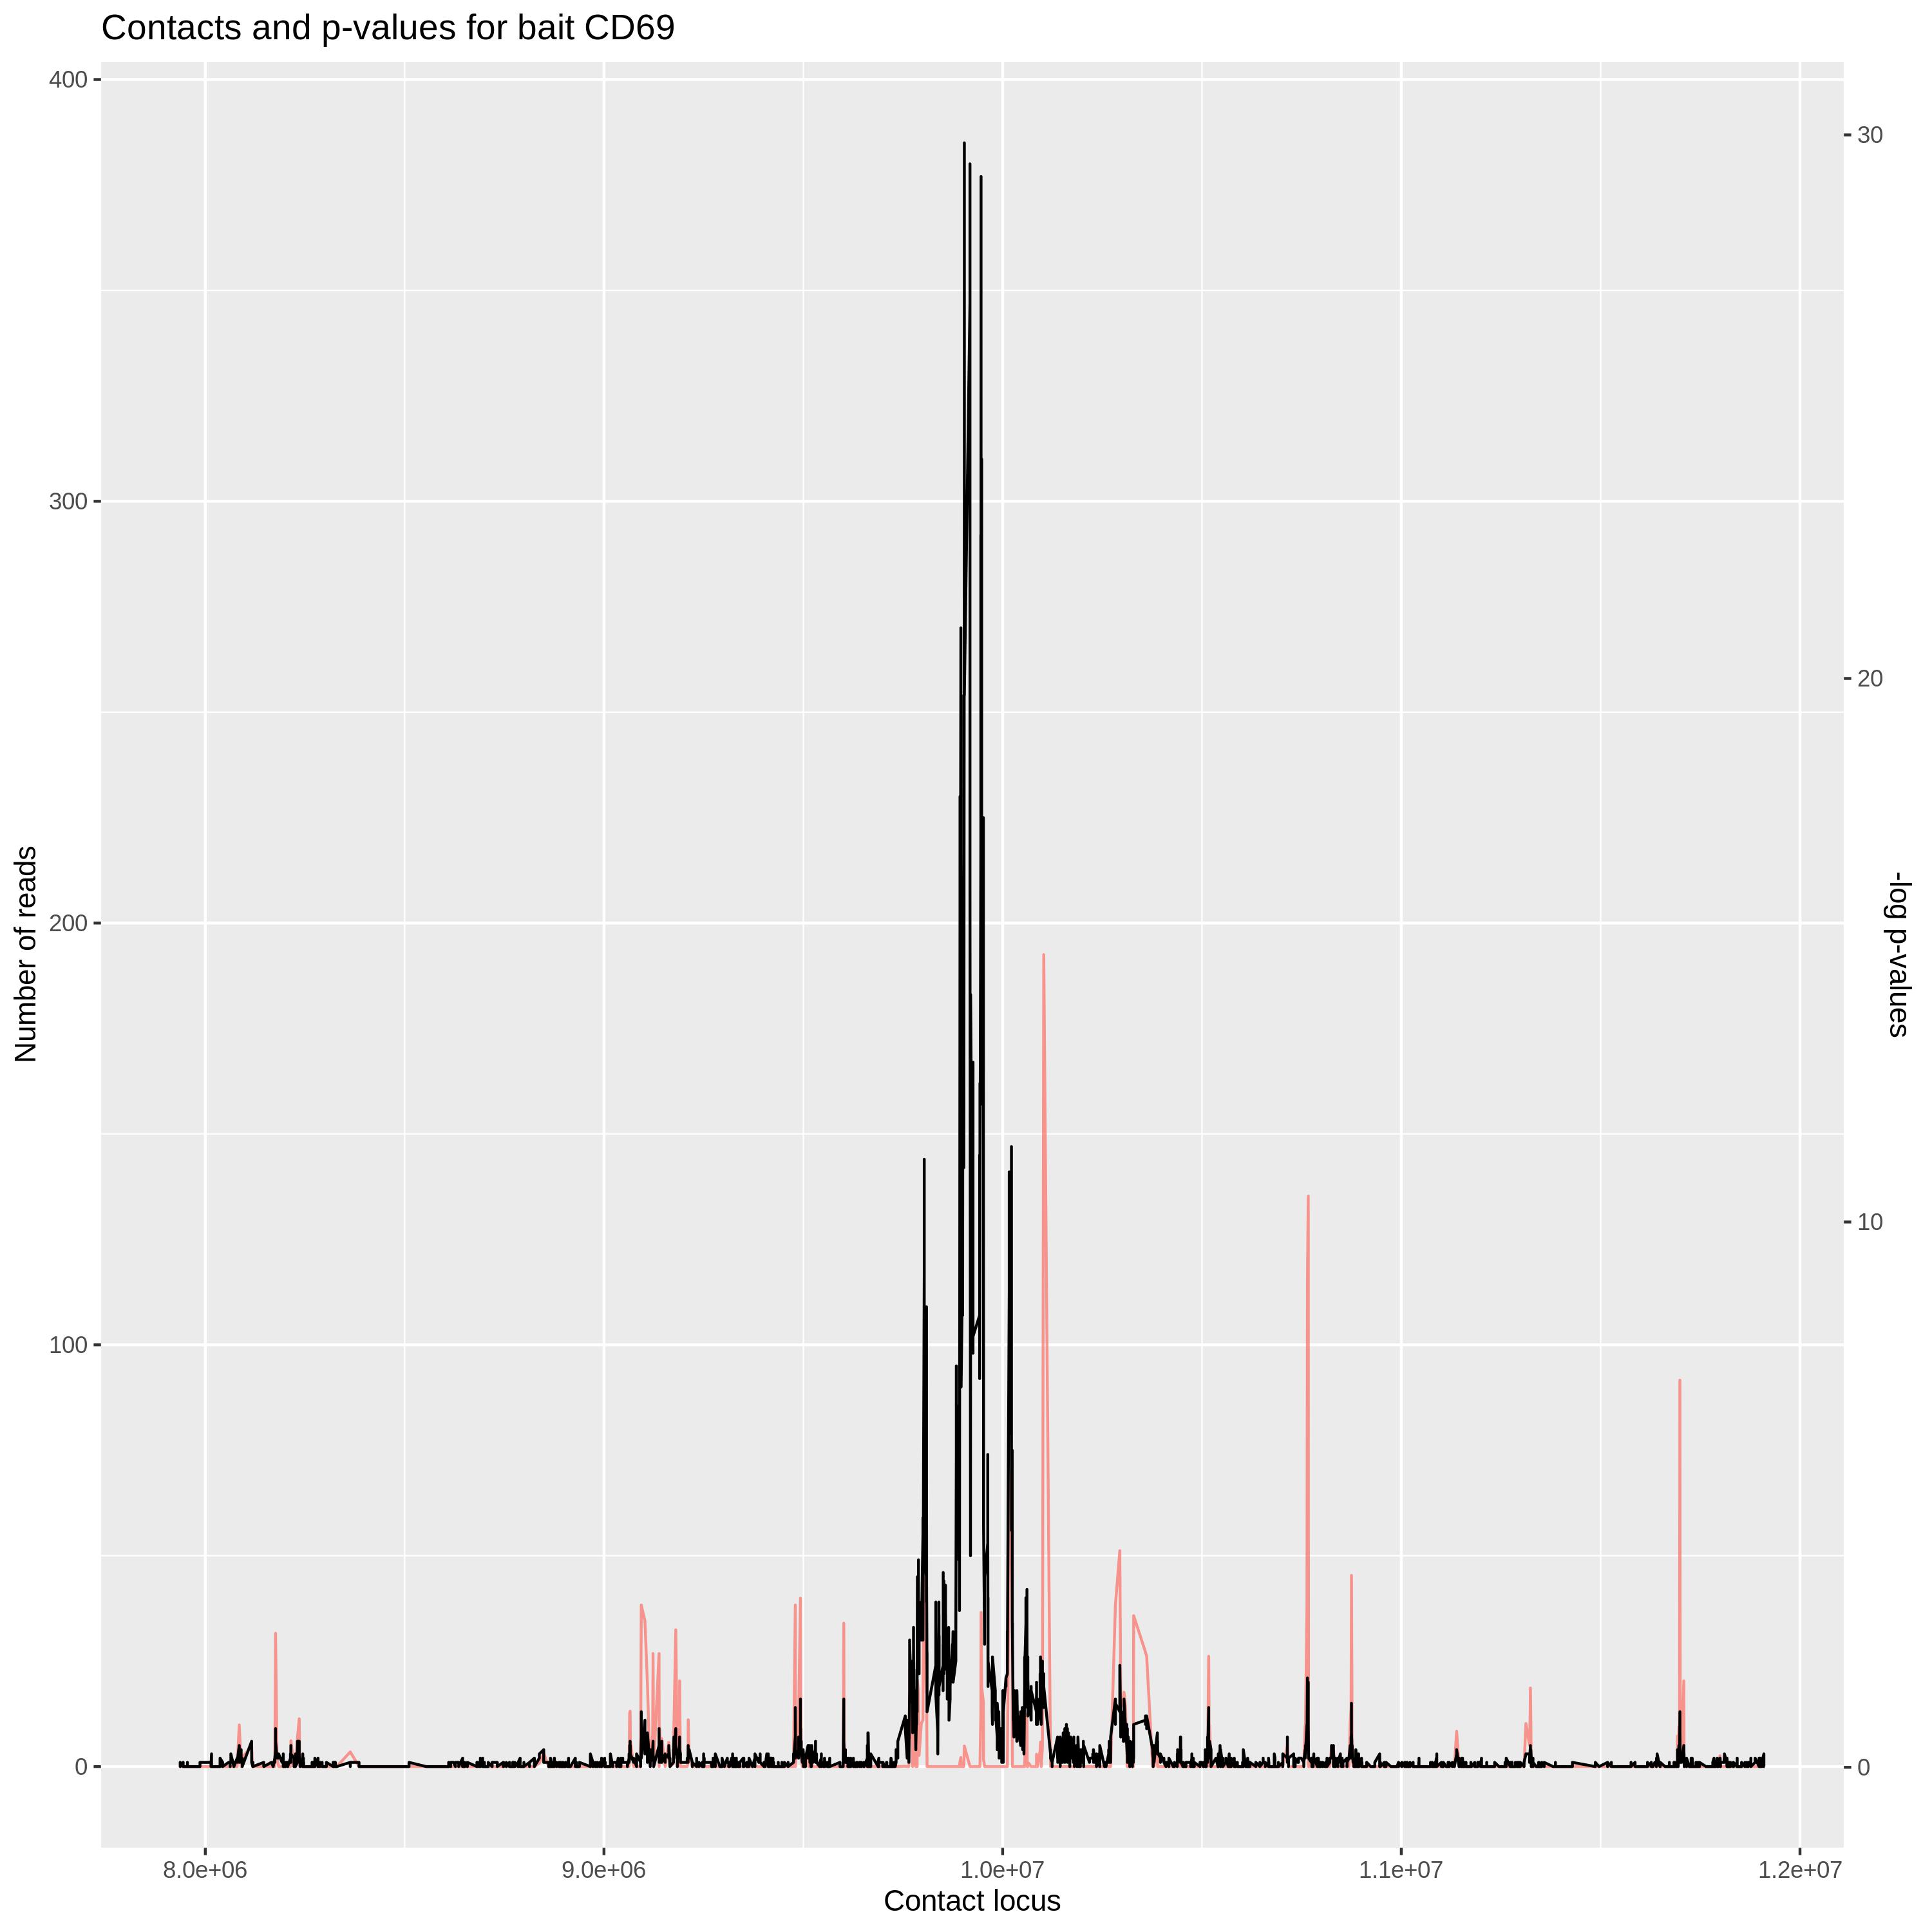 Contacts and p-values for bait CD69
400
300
200
100
0
Number of reads
30
20
10
0
-log p-values
8.0e+06 9.0e+06 1.0e+07 1.1e+07 1.2e+07
Contact locus